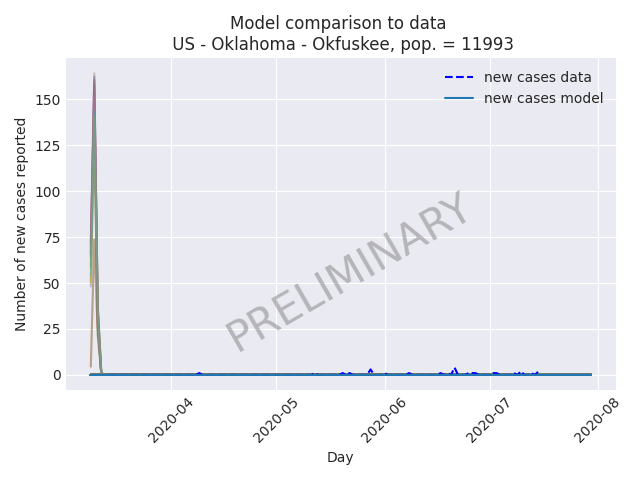 Model comparison to data
US - Oklahoma - Okfuskee, pop. = 11993
new cases data
new cases model
Number of new cases reported
150
125
100
75
50
25
0
PRELIMINARY
2020-04
2020-05
2020-06
2020-07
2020-08
Day